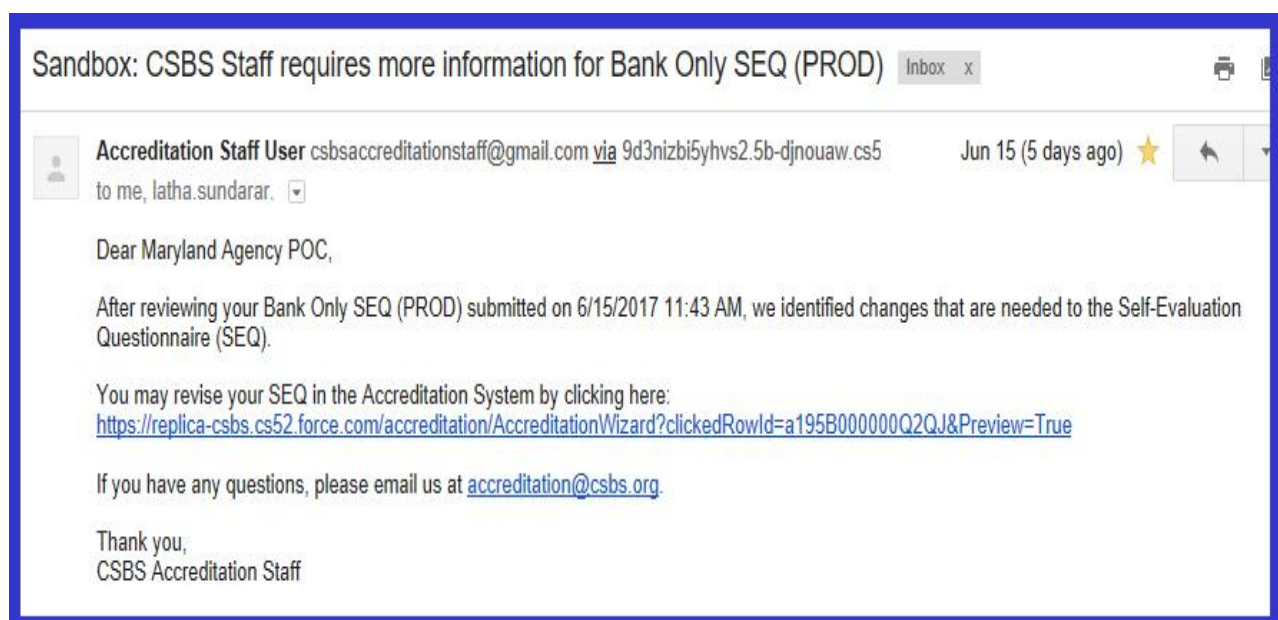 Sandbox: CSBS Staff requires more information for Bank Only SEQ (PROD) Inbox x
Accreditation Staff User csbsaccreditationstaff@gmail.com via 9d3nizbi5yhvs2.5b-djnouaw.cs5 Jun 15 (5 days ago)
to me, latha.sundarar.
Dear Maryland Agency POC,
After reviewing your Bank Only SEQ (PROD) submitted on 6/15/2017 11:43 AM, we identified changes that are needed to the Self-Evaluation
Questionnaire (SEQ).
You may revise your SEQ in the Accreditation System by clicking here:
https://replica-csbs.cs52.force.com/accreditation/AccreditationWizard?clickedRowId=a195B000000Q2QJ&Preview=True
If you have any questions, please email us at accreditation@csbs.org.
Thank you,
CSBS Accreditation Staff